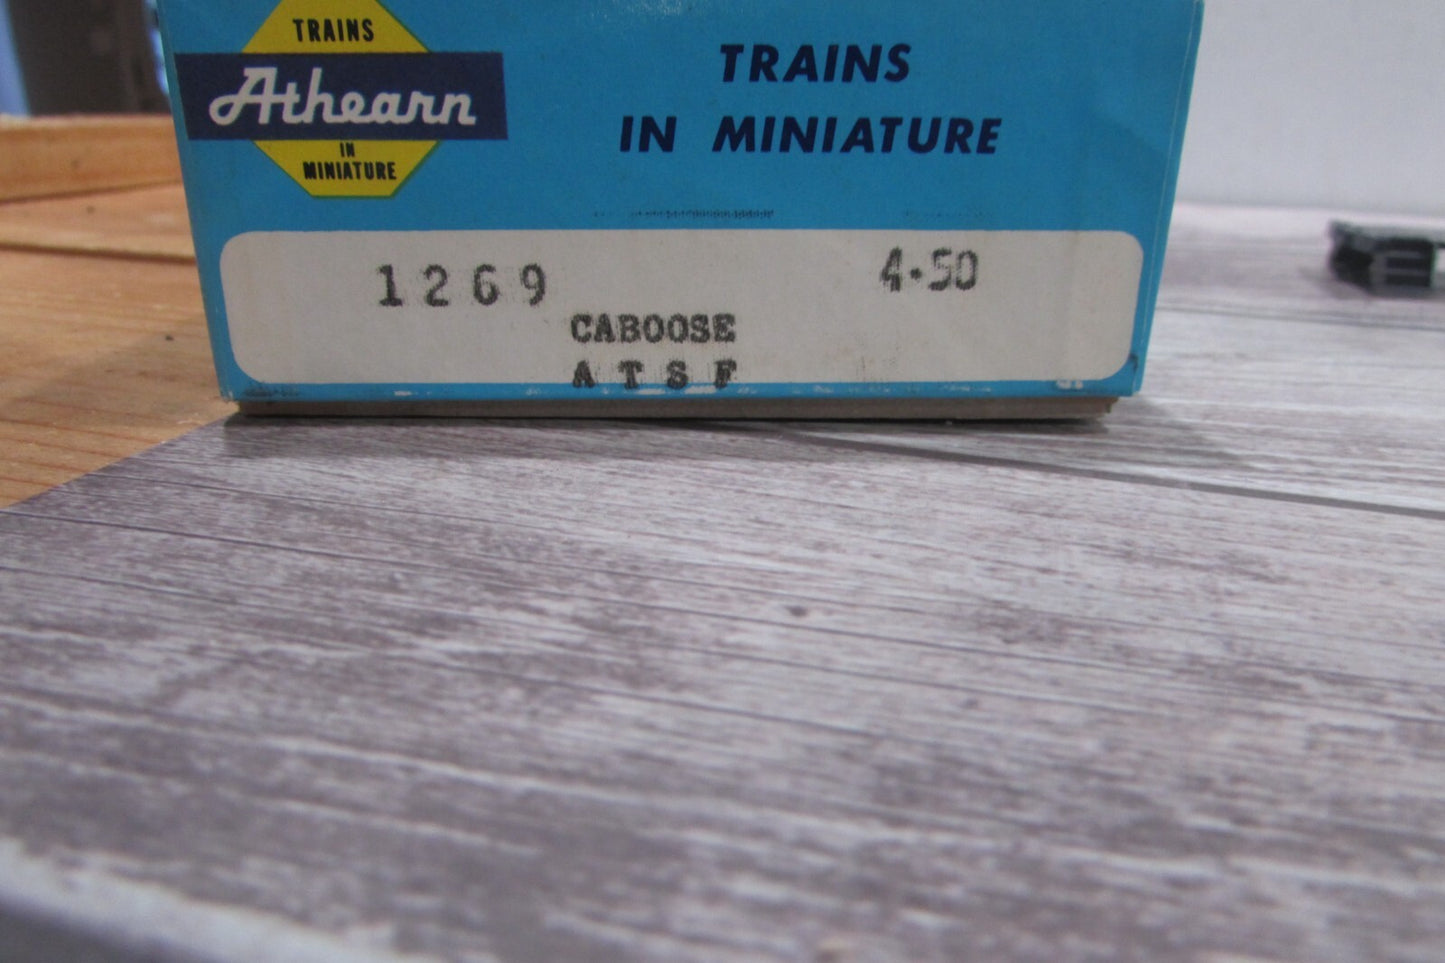 TRAINS
Athearn
IN
MINIATURE
TRAINS
IN MINIATURE
1269
4.50
CABOOSE
ATSF